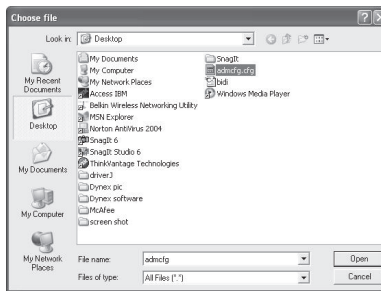 Choose file
Look in:
Desktop
My Recent
Documents
Desktop
My Documents
My Computer
My Network
Places
My Documents
My Computer
My Network Places
Access IBM
Belkin Wireless Networking Utility
MSN Explorer
Norton AntiVirus 2004
SnagIt 6
SnagIt Studio 6
ThinkVantage Technologies
driverJ
Dynex pic
Dynex software
McAfee
screen shot
SnagIt
admcfg.cfg
bidi
Windows Media Player
File name:
admcfg
Open
Files of type:
All Files (*.*)
Cancel